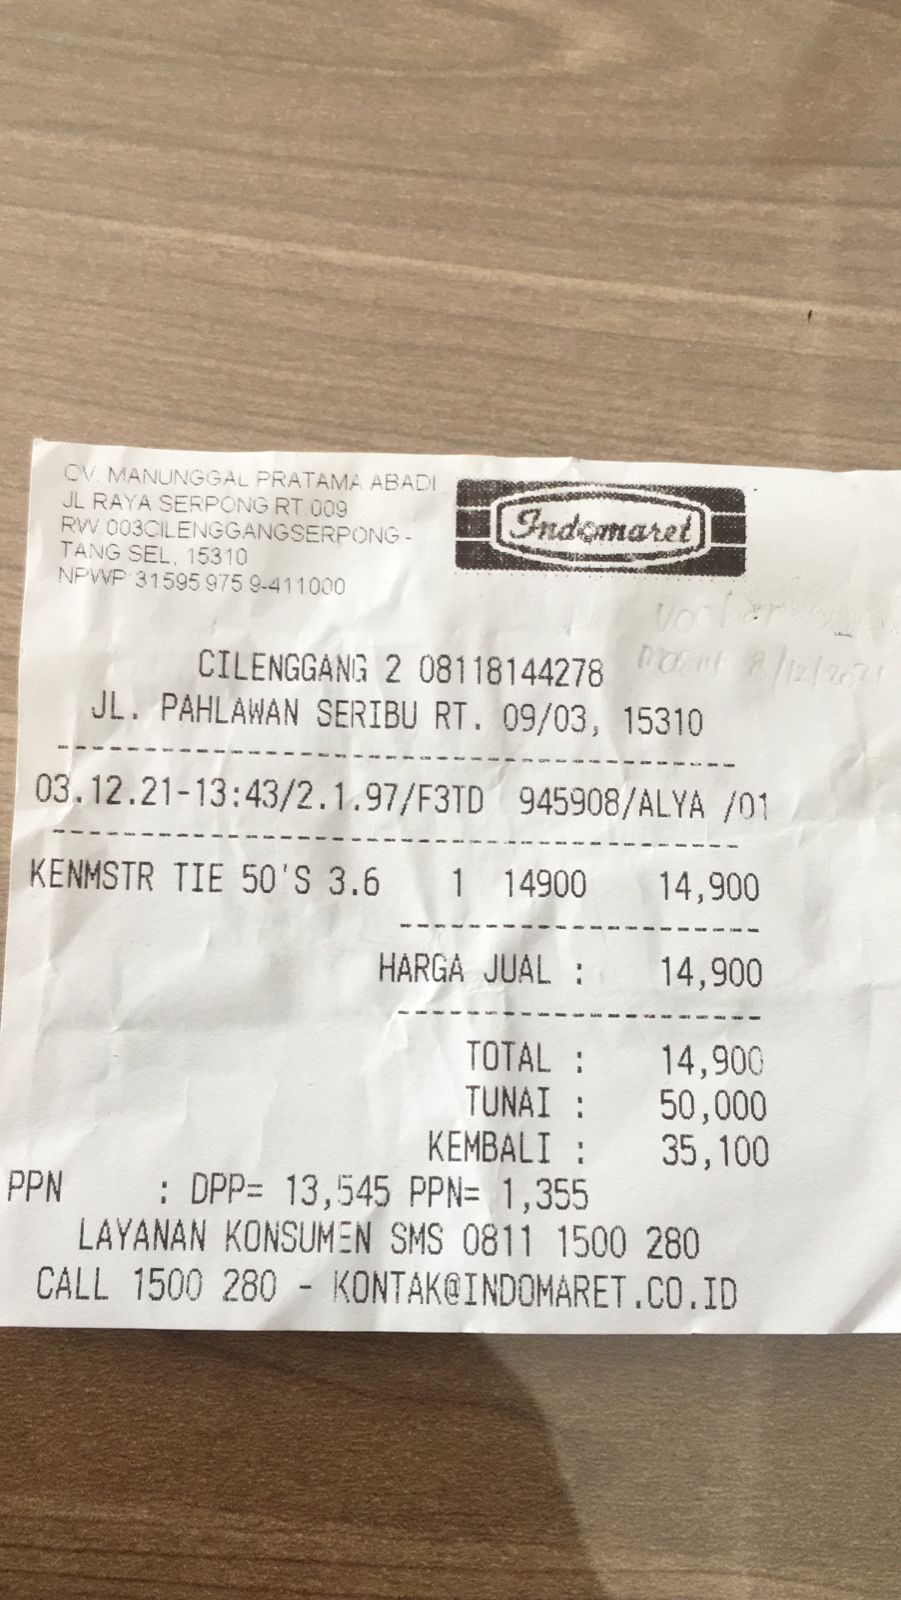 CV. MANUNGGAL PRATAMA ABADI
JL RAYA SERPONG RT 009
RW.003CILENGGANGSERPONG -
TANG SEL, 15310
NPWP 31595.975.9-411000
Indomaret
8/12/2021
CILENGGANG 2 08118144278
JL. PAHLAWAN SERIBU RT. 09/03, 15310
03.12.21-13:43/2.1.97/F3TD 945908/ALYA /01
KENMSTR TIE 50'S 3.6 1 14900 14,900
HARGA JUAL : 14,900
TOTAL : 14,900
TUNAI : 50,000
KEMBALI : 35,100
PPN : DPP= 13,545 PPN= 1,355
LAYANAN KONSUMEN SMS 0811 1500 280
CALL 1500 280 - KONTAK@INDOMARET.CO.ID